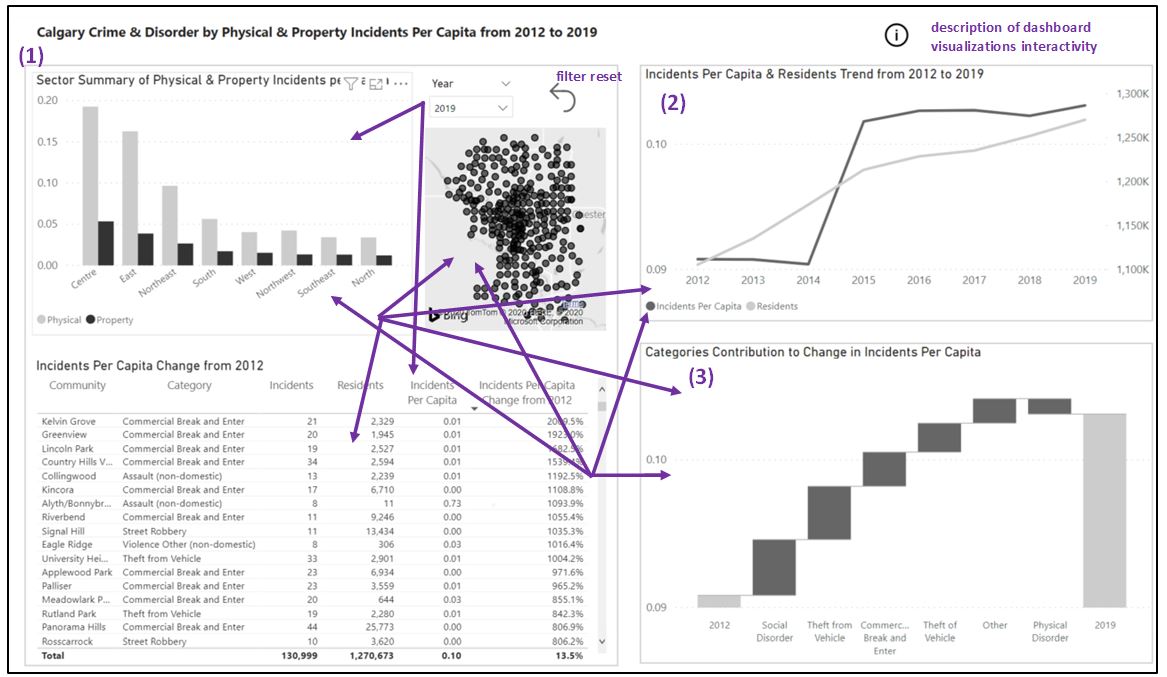 Calgary Crime & Disorder by Physical & Property Incidents Per Capita from 2012 to 2019
description of dashboard
visualizations interactivity
(1)
Sector Summary of Physical & Property Incidents pe
0.20
0.15
0.10
0.05
0.00
Centre
East
Northeast
South
West
Northwest
Southeast
North
Physical Property
Year
2019
filter reset
Chester
Bing
TomTom © 2020 HERE, © 2020
Microsoft Corporation
Incidents Per Capita & Residents Trend from 2012 to 2019
(2)
0.10
0.09
1,300K
1,250K
1,200K
1,150K
1,100K
2012 2013 2014 2015 2016 2017 2018 2019
Incidents Per Capita Residents
Incidents Per Capita Change from 2012
Community Category Incidents Residents Incidents Per Capita Incidents Per Capita Change from 2012
Kelvin Grove Commercial Break and Enter 21 2,329 0.01
Greenview Commercial Break and Enter 20 1,945 0.01
Lincoln Park Commercial Break and Enter 19 2,527 0.01
Country Hills V... Commercial Break and Enter 34 2,594 0.01
Collingwood Assault (non-domestic) 13 2,239 0.01 1192.5%
Kincora Commercial Break and Enter 17 6,710 0.00 1108.8%
Alyth/Bonnybr... Assault (non-domestic) 8 11 0.73 1093.9%
Riverbend Commercial Break and Enter 11 9,246 0.00 1055.4%
Signal Hill Street Robbery 11 13,434 0.00 1035.3%
Eagle Ridge Violence Other (non-domestic) 8 306 0.03 1016.4%
University Hei... Theft from Vehicle 33 2,901 0.01 1004.2%
Applewood Park Commercial Break and Enter 23 6,934 0.00 971.6%
Palliser Commercial Break and Enter 23 3,559 0.01 965.2%
Meadowlark P... Commercial Break and Enter 20 644 0.03 855.1%
Rutland Park Theft from Vehicle 19 2,280 0.01 842.3%
Panorama Hills Commercial Break and Enter 44 25,773 0.00 806.9%
Rosscarrock Street Robbery 10 3,620 0.00 806.2%
Total 130,999 1,270,673 0.10 13.5%
Categories Contribution to Change in Incidents Per Capita
(3)
0.10
0.09
2012
Social
Disorder
Theft from
Vehicle
Commerc...
Break and
Enter
Theft of
Vehicle
Other
Physical
Disorder
2019